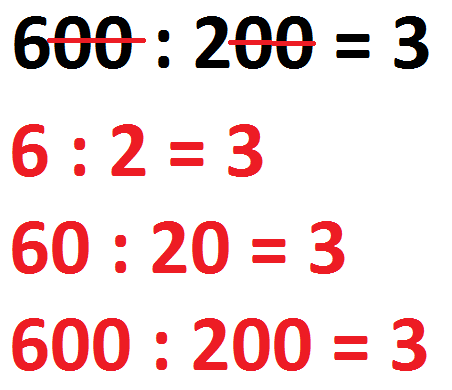 600 : 200 = 3
6 : 2 = 3
60 : 20 = 3
600 : 200 = 3